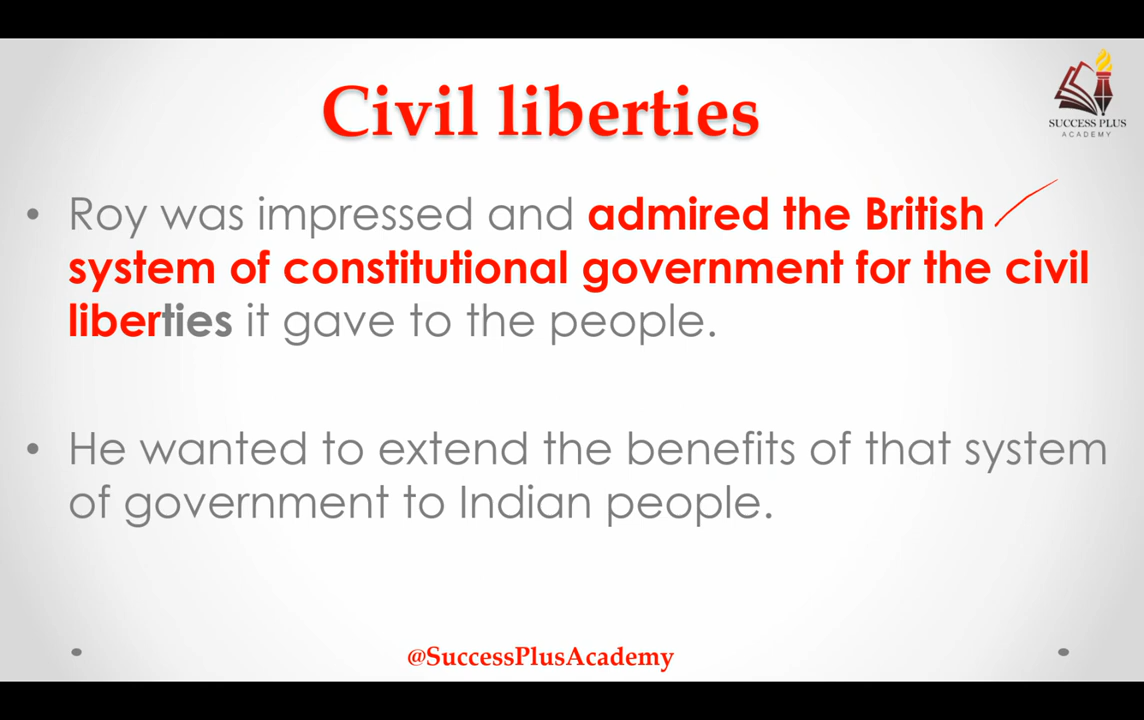 Civil liberties
SUCCESS PLUS
ACADEMY
• Roy was impressed and admired the British
system of constitutional government for the civil
liberties it gave to the people.
• He wanted to extend the benefits of that system
of government to Indian people.
@SuccessPlusAcademy